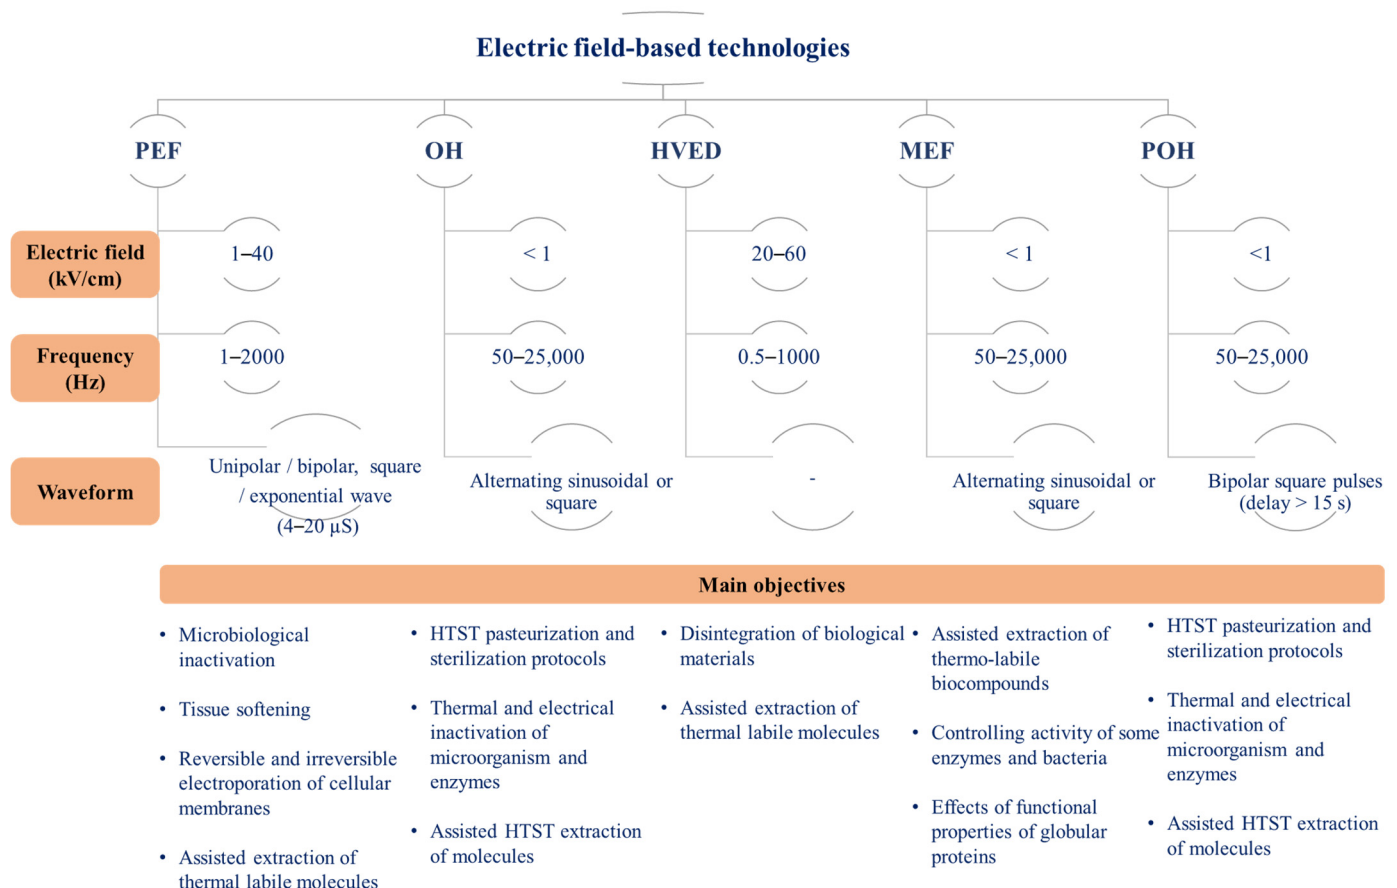 Electric field-based technologies
PEF
OH
HVED
MEF
POH
Electric field
(kV/cm)
1–40
< 1
20–60
< 1
<1
Frequency
(Hz)
1–2000
50–25,000
0.5–1000
50–25,000
50–25,000
Waveform
Unipolar / bipolar, square
/ exponential wave
(4–20 µS)
Alternating sinusoidal or
square
-
Alternating sinusoidal or
square
Bipolar square pulses
(delay > 15 s)
Main objectives
• Microbiological
inactivation
• Tissue softening
• Reversible and irreversible
electroporation of cellular
membranes
• Assisted extraction of
thermal labile molecules
• HTST pasteurization and
sterilization protocols
• Thermal and electrical
inactivation of
microorganism and
enzymes
• Assisted HTST extraction
of molecules
• Disintegration of biological
materials
• Assisted extraction of
thermal labile molecules
• Assisted extraction of
thermo-labile
biocompounds
• Controlling activity of some
enzymes and bacteria
• Effects of functional
properties of globular
proteins
• HTST pasteurization and
sterilization protocols
• Thermal and electrical
inactivation of
microorganism and
enzymes
• Assisted HTST extraction
of molecules